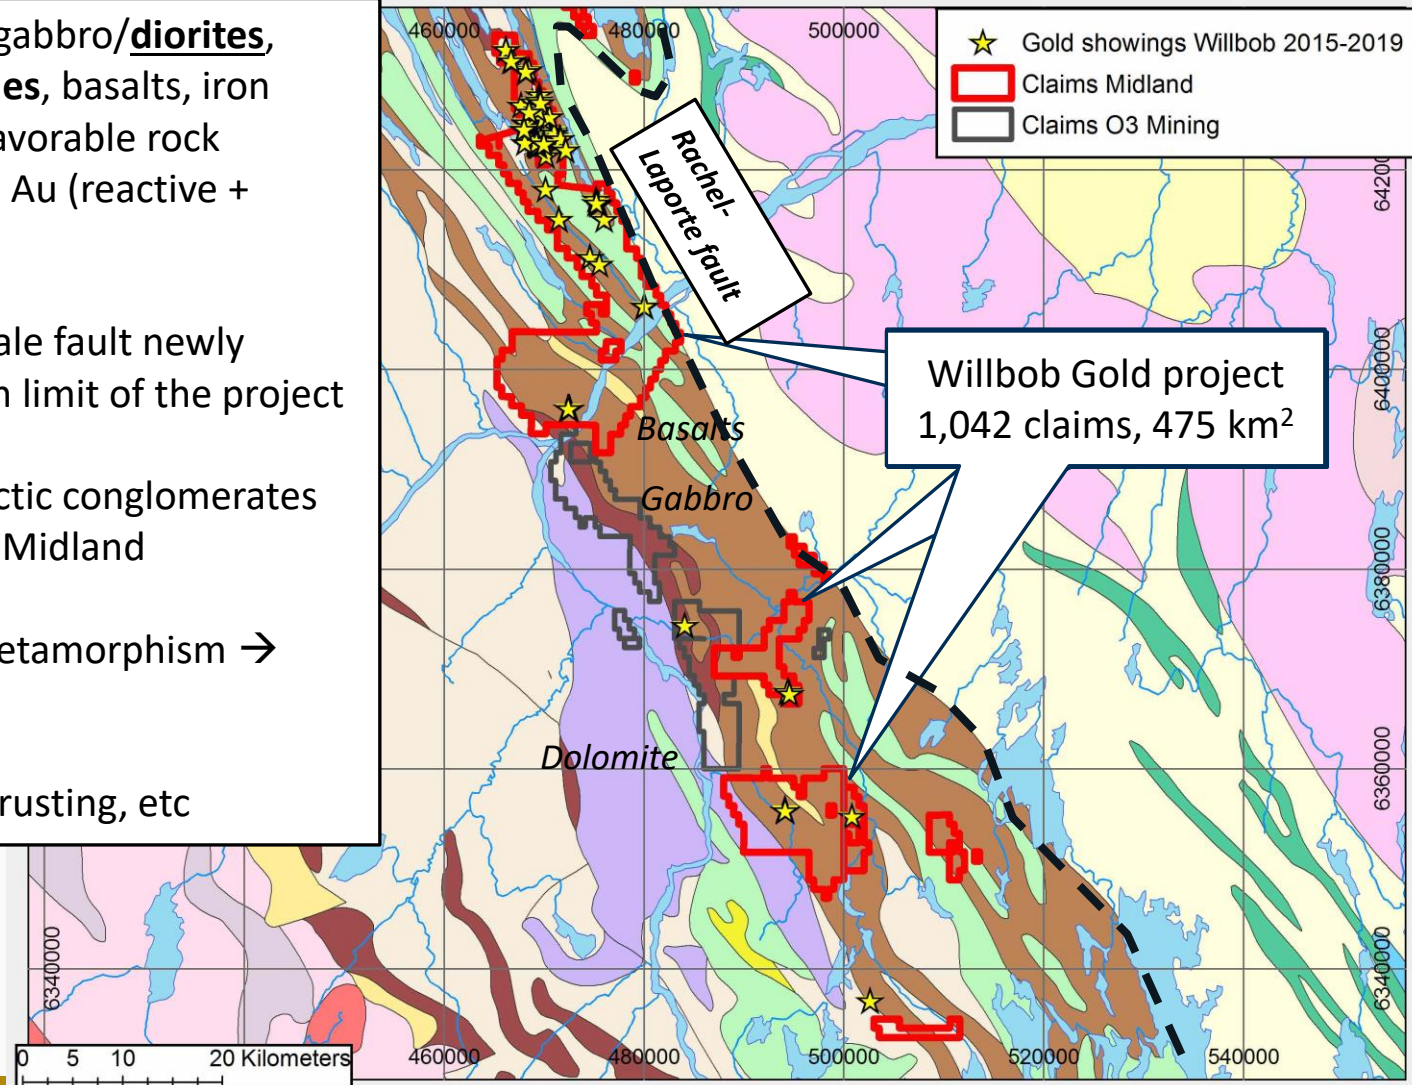 gabbro/diorites,
es, basalts, iron
avorable rock
Au (reactive +
ale fault newly
n limit of the project
ctic conglomerates
Midland
etamorphism →
rusting, etc
460000
480000
500000
Gold showings Willbob 2015-2019
Claims Midland
Claims O3 Mining
Rachel-
Laporte fault
6420000
Willbob Gold project
1,042 claims, 475 km²
6400000
Basalts
Gabbro
6380000
Dolomite
6360000
6340000
6340000
0 5 10 20 Kilometers
460000
480000
500000
520000
540000